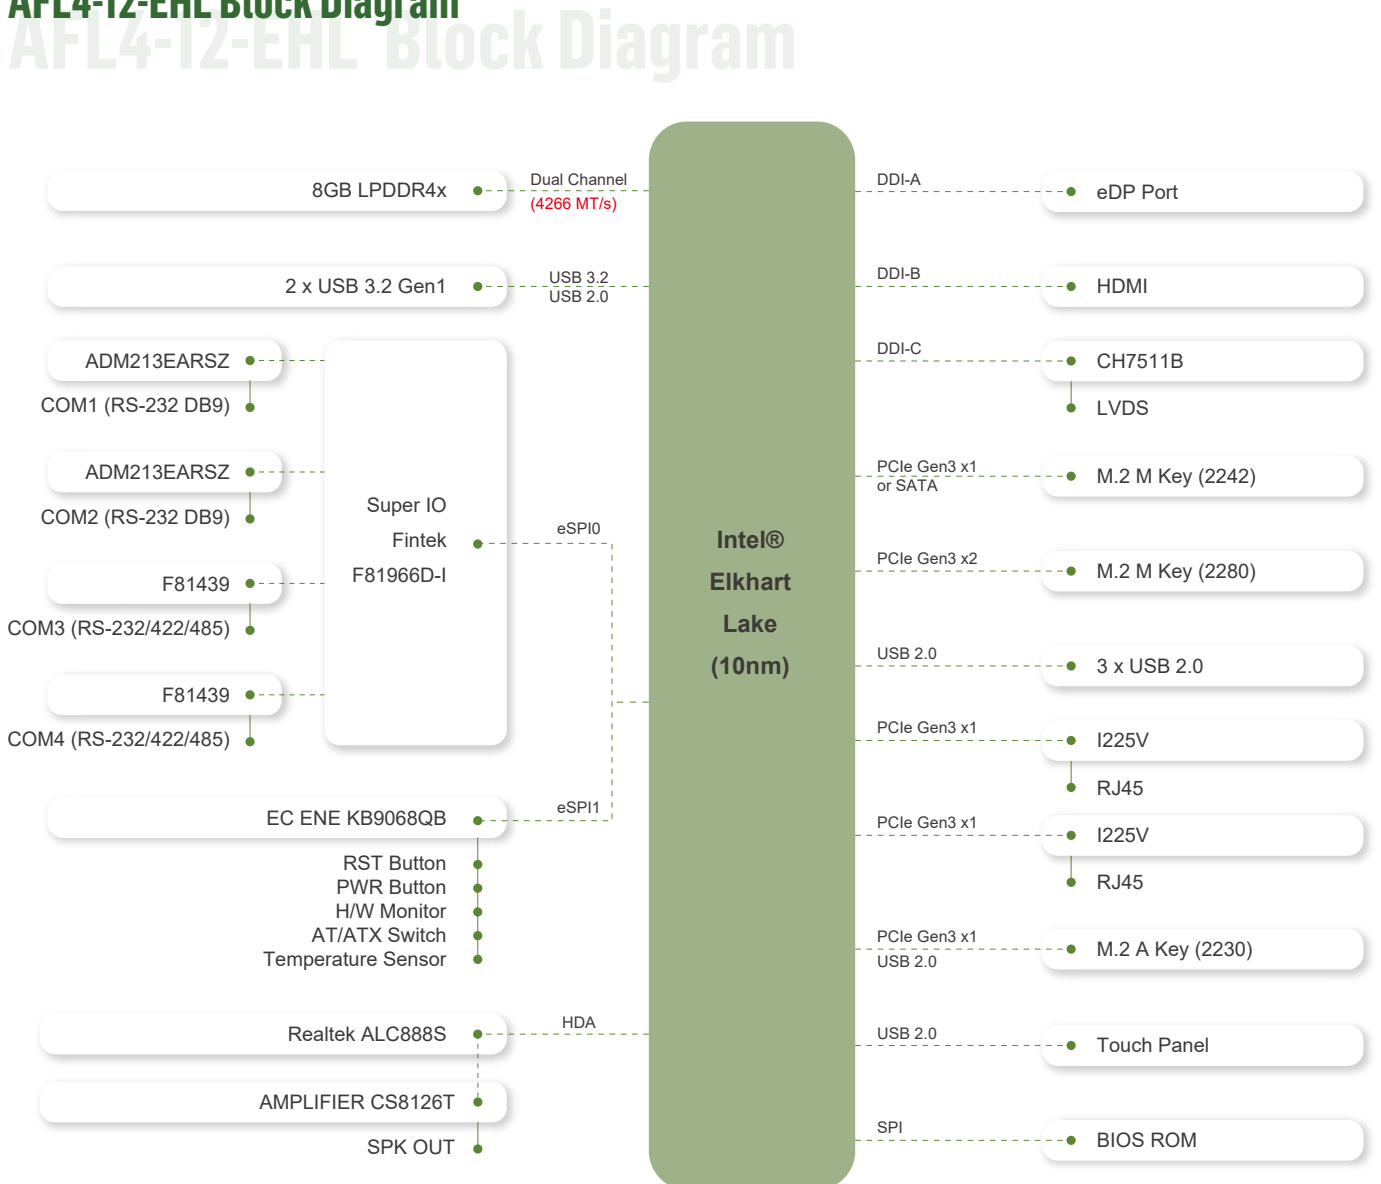 AFL4-12-EHL Block Diagram
AFL4-12-EHL Block Diagram
8GB LPDDR4x
Dual Channel
(4266 MT/s)
2 x USB 3.2 Gen1
USB 3.2
USB 2.0
ADM213EARSZ
COM1 (RS-232 DB9)
ADM213EARSZ
COM2 (RS-232 DB9)
F81439
COM3 (RS-232/422/485)
F81439
COM4 (RS-232/422/485)
Super IO
Fintek
F81966D-I
eSPI0
EC ENE KB9068QB
eSPI1
RST Button
PWR Button
H/W Monitor
AT/ATX Switch
Temperature Sensor
Realtek ALC888S
HDA
AMPLIFIER CS8126T
SPK OUT
Intel®
Elkhart
Lake
(10nm)
DDI-A
eDP Port
DDI-B
HDMI
DDI-C
CH7511B
LVDS
PCIe Gen3 x1
or SATA
M.2 M Key (2242)
PCIe Gen3 x2
M.2 M Key (2280)
USB 2.0
3 x USB 2.0
PCIe Gen3 x1
I225V
RJ45
PCIe Gen3 x1
I225V
RJ45
PCIe Gen3 x1
USB 2.0
M.2 A Key (2230)
USB 2.0
Touch Panel
SPI
BIOS ROM